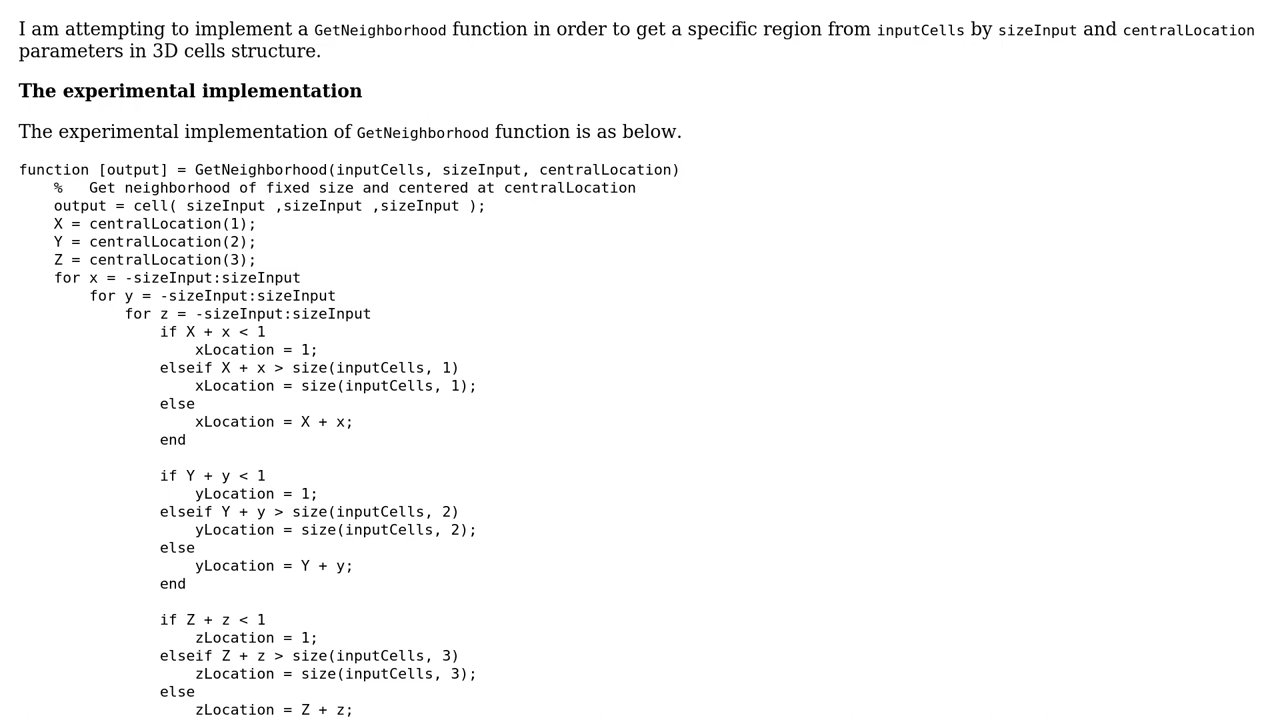 I am attempting to implement a GetNeighborhood function in order to get a specific region from inputCells by sizeInput and centralLocation
parameters in 3D cells structure.
The experimental implementation
The experimental implementation of GetNeighborhood function is as below.
function [output] = GetNeighborhood(inputCells, sizeInput, centralLocation)
    %   Get neighborhood of fixed size and centered at centralLocation
    output = cell( sizeInput ,sizeInput ,sizeInput );
    X = centralLocation(1);
    Y = centralLocation(2);
    Z = centralLocation(3);
    for x = -sizeInput:sizeInput
        for y = -sizeInput:sizeInput
            for z = -sizeInput:sizeInput
                if X + x < 1
                    xLocation = 1;
                elseif X + x > size(inputCells, 1)
                    xLocation = size(inputCells, 1);
                else
                    xLocation = X + x;
                end
                if Y + y < 1
                    yLocation = 1;
                elseif Y + y > size(inputCells, 2)
                    yLocation = size(inputCells, 2);
                else
                    yLocation = Y + y;
                end
                if Z + z < 1
                    zLocation = 1;
                elseif Z + z > size(inputCells, 3)
                    zLocation = size(inputCells, 3);
                else
                    zLocation = Z + z;